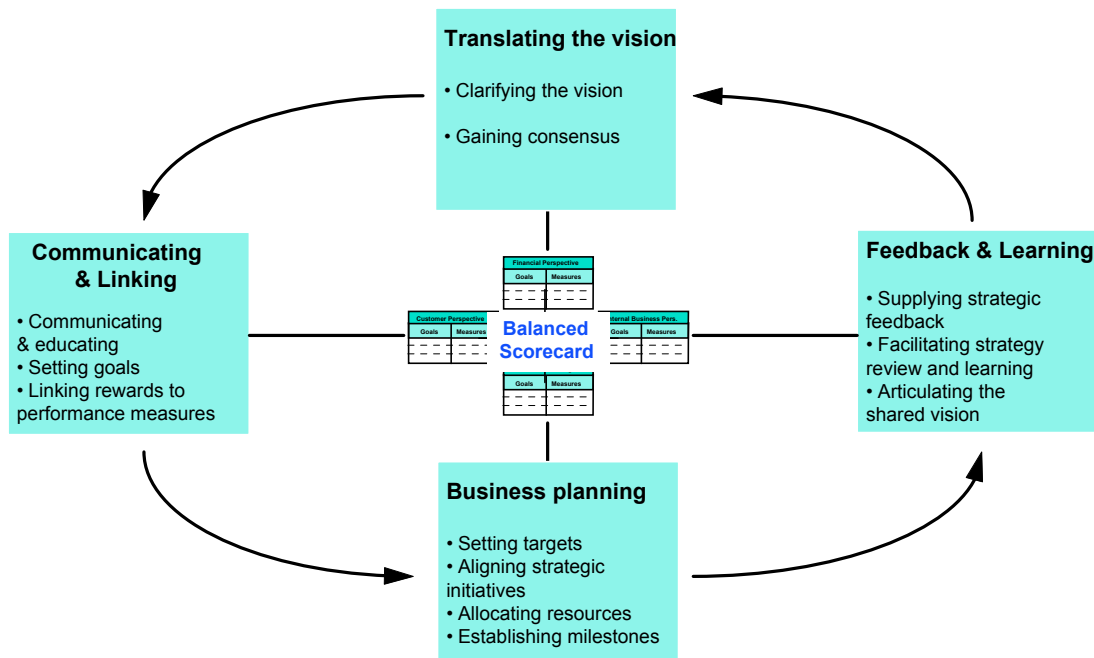 Translating the vision
• Clarifying the vision
• Gaining consensus
Communicating
& Linking
• Communicating
& educating
• Setting goals
• Linking rewards to
performance measures
Financial Perspective
Goals Measures
Customer Perspective
Goals Measures
Balanced
Scorecard
nternal Business Pers.
Goals Measures
Goals Measures
Feedback & Learning
• Supplying strategic
feedback
• Facilitating strategy
review and learning
• Articulating the
shared vision
Business planning
• Setting targets
• Aligning strategic
initiatives
• Allocating resources
• Establishing milestones